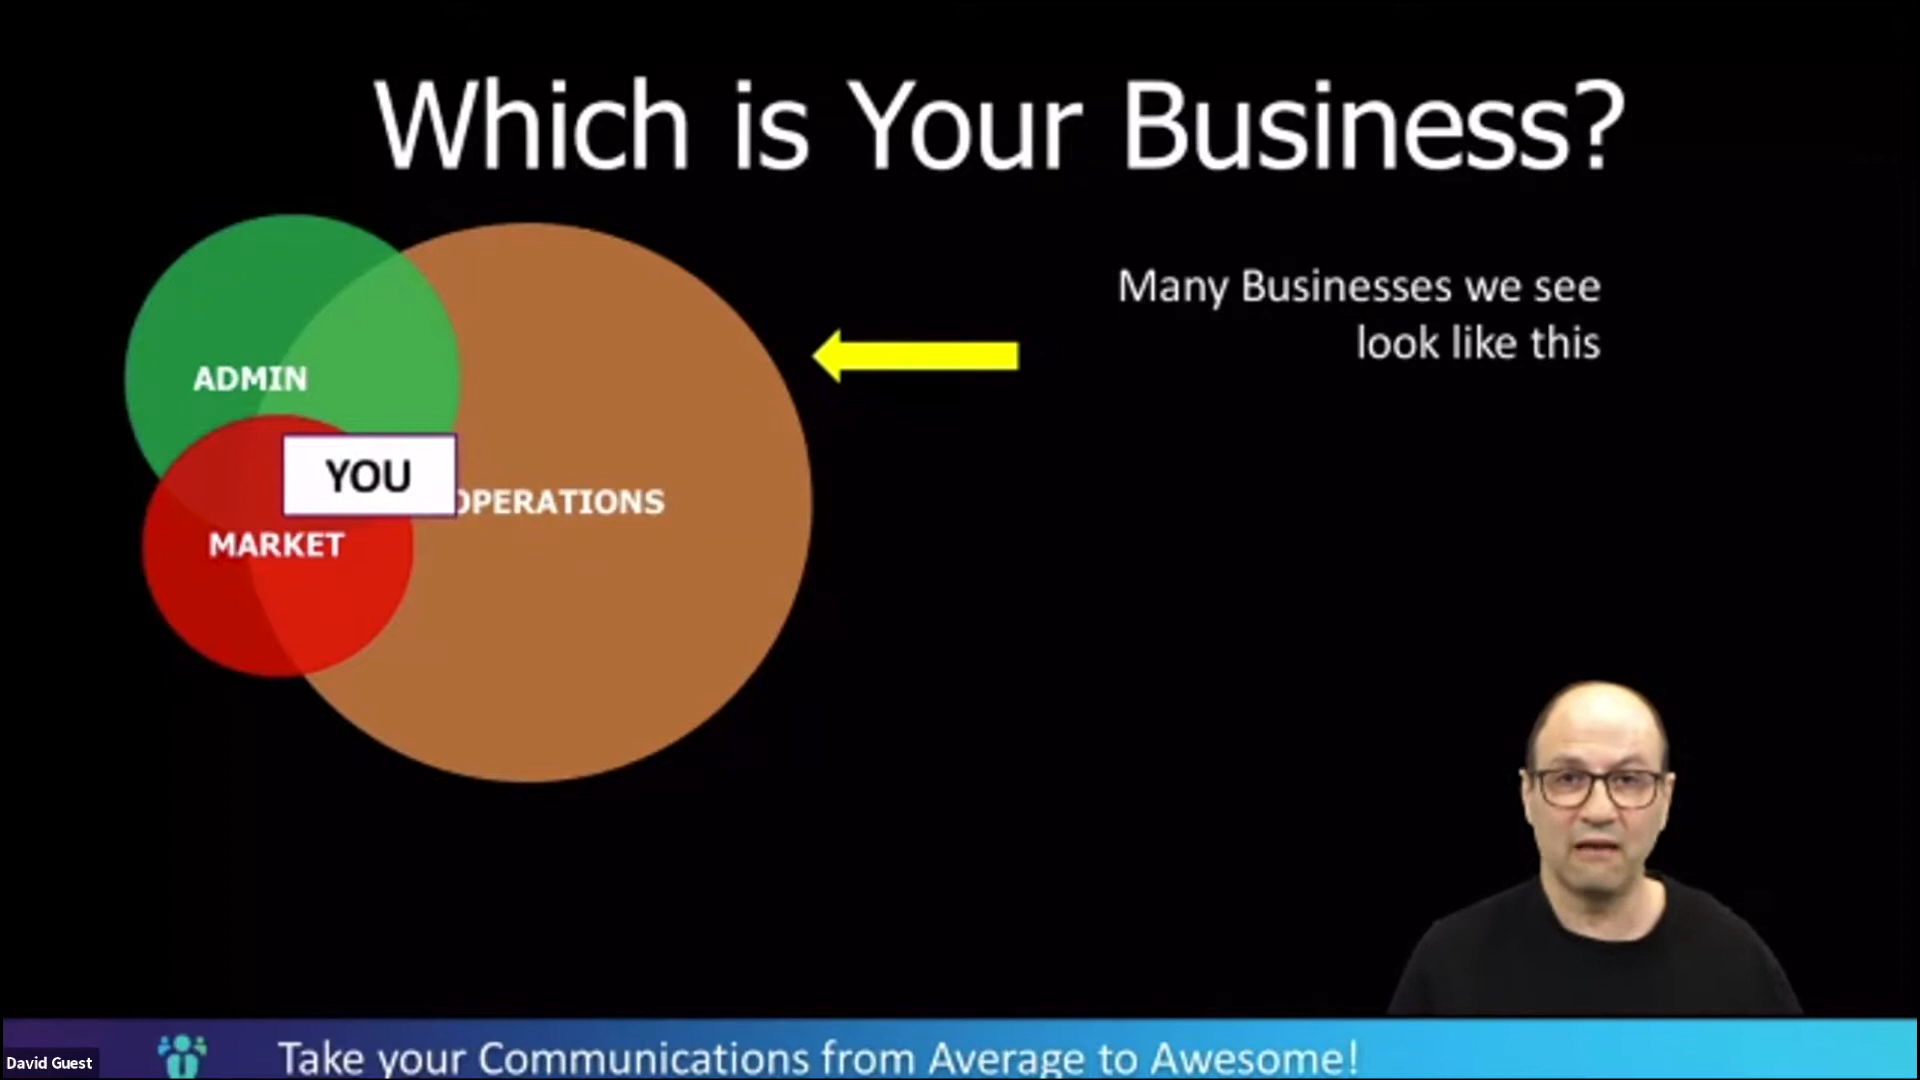 Which is Your Business?
Many Businesses we see
look like this
ADMIN
YOU
OPERATIONS
MARKET
Take your Communications from Average to Awesome!
David Guest